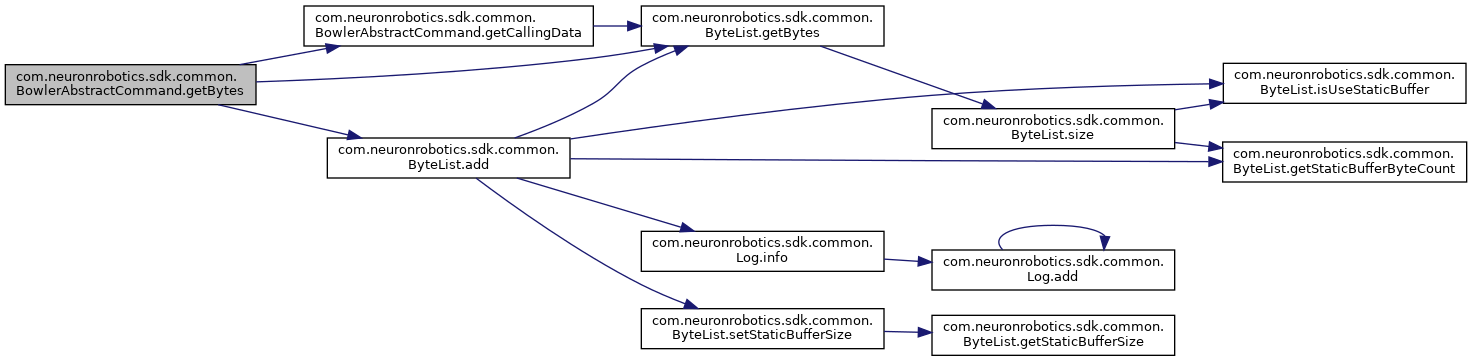 com.neuronrobotics.sdk.common.
BowlerAbstractCommand.getBytes
com.neuronrobotics.sdk.common.
BowlerAbstractCommand.getCallingData
com.neuronrobotics.sdk.common.
ByteList.add
com.neuronrobotics.sdk.common.
ByteList.getBytes
com.neuronrobotics.sdk.common.
Log.info
com.neuronrobotics.sdk.common.
ByteList.setStaticBufferSize
com.neuronrobotics.sdk.common.
ByteList.size
com.neuronrobotics.sdk.common.
Log.add
com.neuronrobotics.sdk.common.
ByteList.getStaticBufferSize
com.neuronrobotics.sdk.common.
ByteList.isUseStaticBuffer
com.neuronrobotics.sdk.common.
ByteList.getStaticBufferByteCount